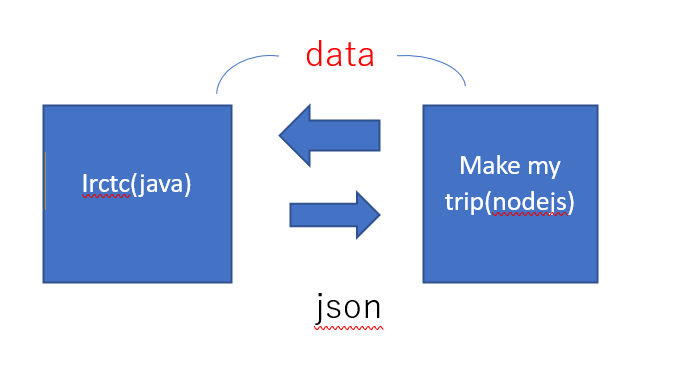 data
Irctc(java)
Make my
trip(nodejs)
json